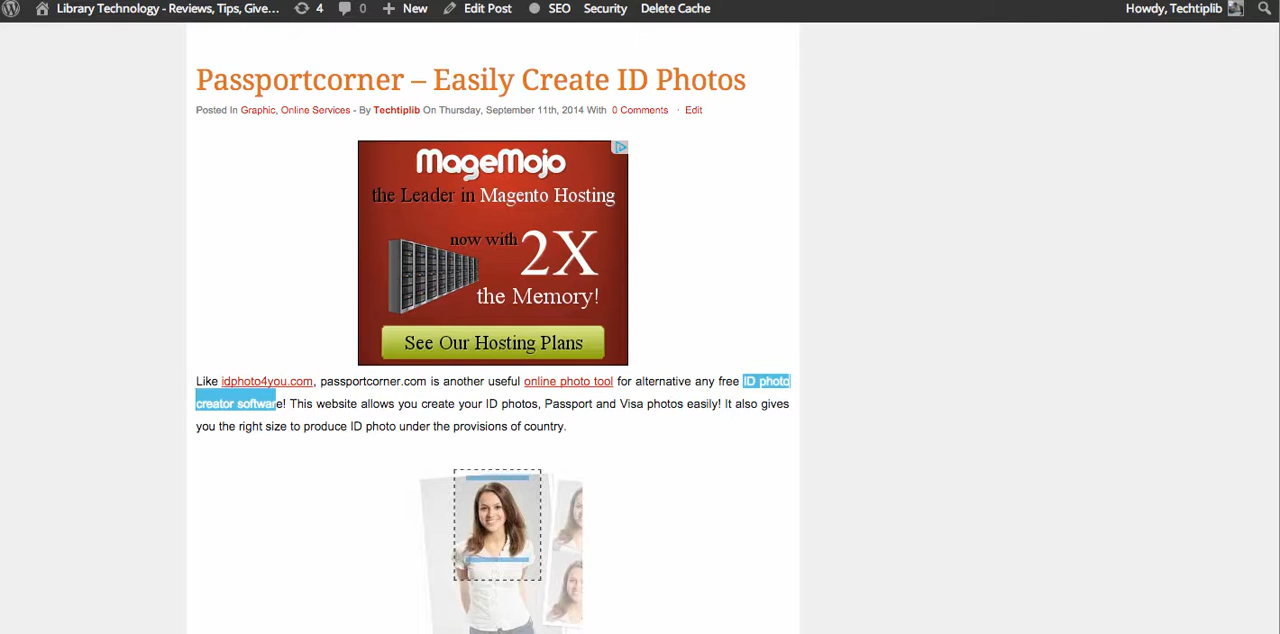 Library Technology - Reviews, Tips, Give… 4 0 New Edit Post SEO Security Delete Cache Howdy, Techtiplib
Passportcorner – Easily Create ID Photos
Posted In Graphic, Online Services - By Techtiplib On Thursday, September 11th, 2014 With 0 Comments · Edit
MageMojo
the Leader in Magento Hosting
now with 2X
the Memory!
See Our Hosting Plans
Like idphoto4you.com, passportcorner.com is another useful online photo tool for alternative any free ID photo
creator software! This website allows you create your ID photos, Passport and Visa photos easily! It also gives
you the right size to produce ID photo under the provisions of country.